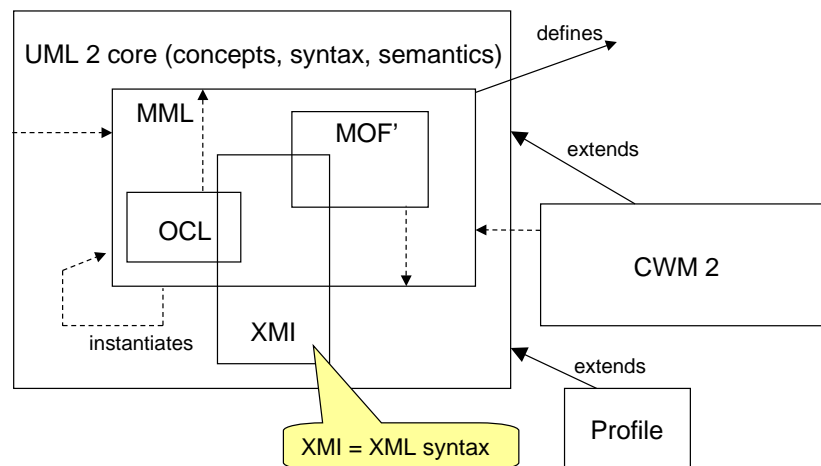 defines
UML 2 core (concepts, syntax, semantics)
MML
MOF’
extends
OCL
CWM 2
XMI
instantiates
extends
Profile
XMI = XML syntax